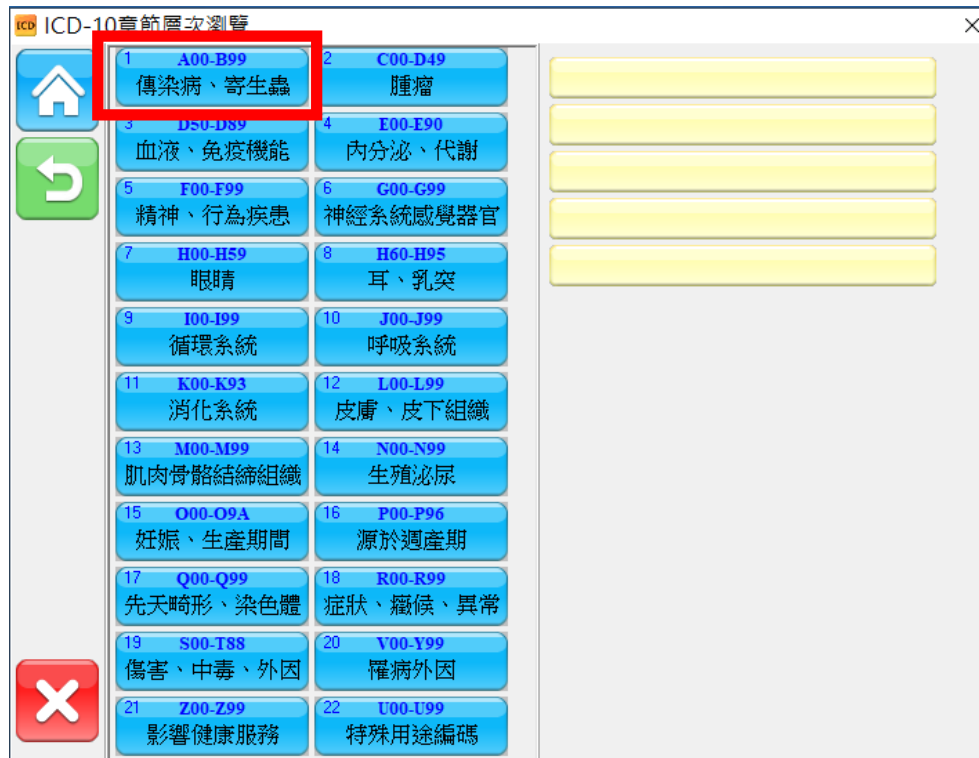 ICD ICD-10章節層次瀏覽
1 A00-B99
傳染病、寄生蟲
2 C00-D49
腫瘤
3 D50-D89
血液、免疫機能
4 E00-E90
內分泌、代謝
5 F00-F99
精神、行為疾患
6 G00-G99
神經系統感覺器官
7 H00-H59
眼睛
8 H60-H95
耳、乳突
9 I00-I99
循環系統
10 J00-J99
呼吸系統
11 K00-K93
消化系統
12 L00-L99
皮膚、皮下組織
13 M00-M99
肌肉骨骼結締組織
14 N00-N99
生殖泌尿
15 O00-O9A
妊娠、生產期間
16 P00-P96
源於週產期
17 Q00-Q99
先天畸形、染色體
18 R00-R99
症狀、癥候、異常
19 S00-T88
傷害、中毒、外因
20 V00-Y99
罹病外因
21 Z00-Z99
影響健康服務
22 U00-U99
特殊用途編碼